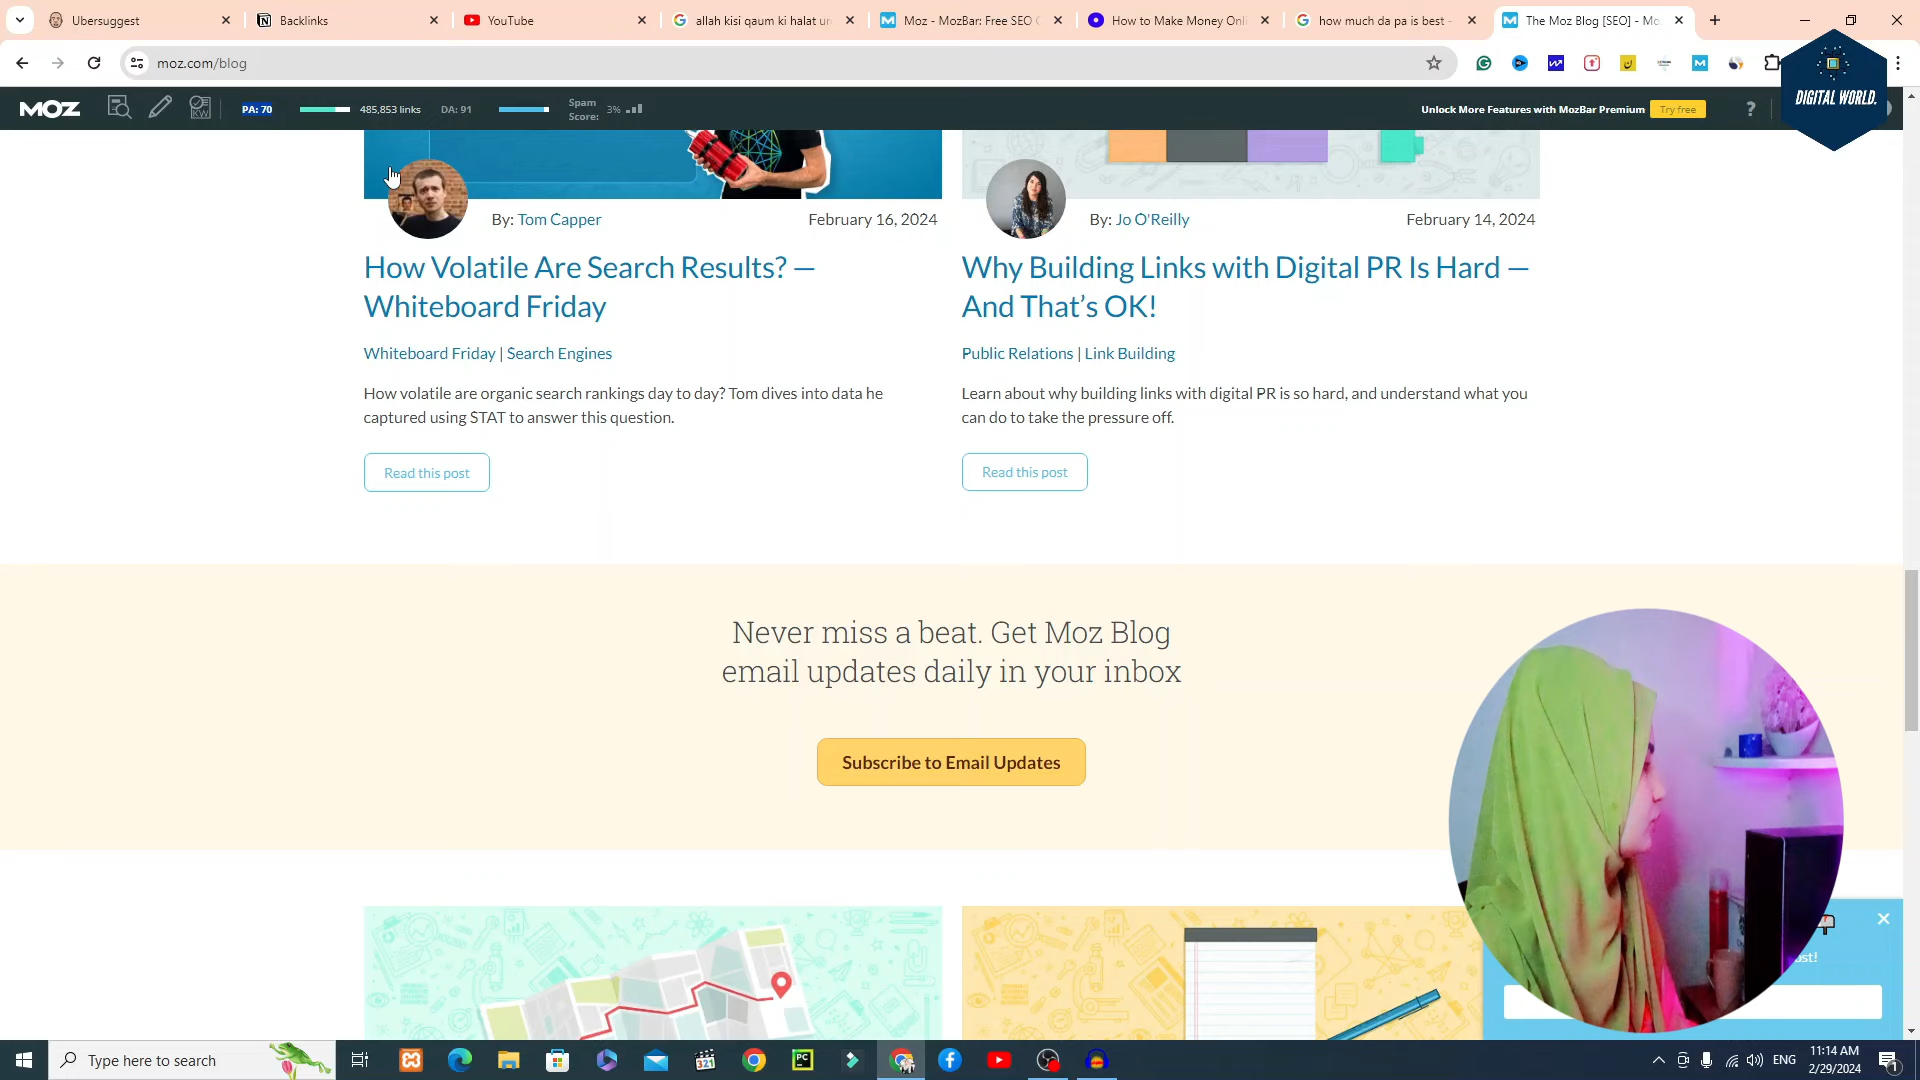 Ubersuggest
Backlinks
YouTube
allah kisi qaum ki halat un
Moz - MozBar: Free SEO C
How to Make Money Onli
how much da pa is best -
The Moz Blog [SEO] - Mo
moz.com/blog
DIGITAL WORLD.
MOZ
KW
PA: 70
485,853 links
DA: 91
Spam
Score:
3%
Unlock More Features with MozBar Premium
Try free
?
By: Tom Capper
February 16, 2024
By: Jo O'Reilly
February 14, 2024
How Volatile Are Search Results? —
Whiteboard Friday
Why Building Links with Digital PR Is Hard —
And That’s OK!
Whiteboard Friday | Search Engines
Public Relations | Link Building
How volatile are organic search rankings day to day? Tom dives into data he
captured using STAT to answer this question.
Learn about why building links with digital PR is so hard, and understand what you
can do to take the pressure off.
Read this post
Read this post
Never miss a beat. Get Moz Blog
email updates daily in your inbox
Subscribe to Email Updates
Type here to search
321
PC
ENG
11:14 AM
2/29/2024
1